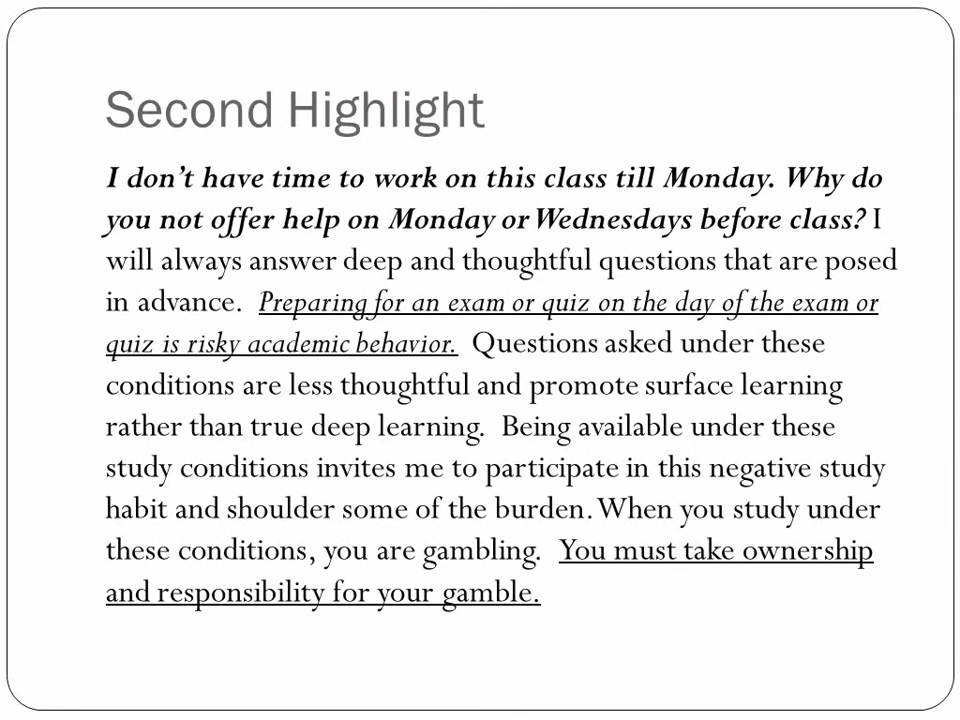 Second Highlight
I don’t have time to work on this class till Monday. Why do
you not offer help on Monday or Wednesdays before class? I
will always answer deep and thoughtful questions that are posed
in advance. Preparing for an exam or quiz on the day of the exam or
quiz is risky academic behavior. Questions asked under these
conditions are less thoughtful and promote surface learning
rather than true deep learning. Being available under these
study conditions invites me to participate in this negative study
habit and shoulder some of the burden. When you study under
these conditions, you are gambling. You must take ownership
and responsibility for your gamble.